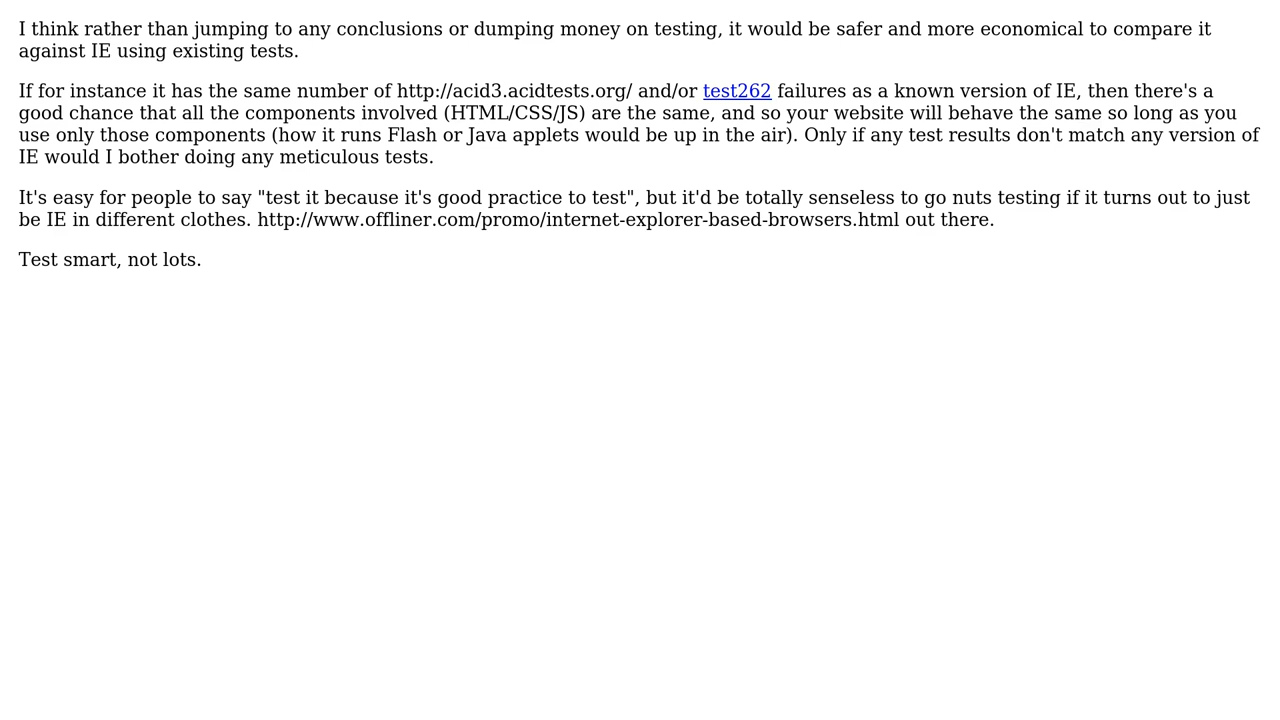 I think rather than jumping to any conclusions or dumping money on testing, it would be safer and more economical to compare it
against IE using existing tests.
If for instance it has the same number of http://acid3.acidtests.org/ and/or test262 failures as a known version of IE, then there's a
good chance that all the components involved (HTML/CSS/JS) are the same, and so your website will behave the same so long as you
use only those components (how it runs Flash or Java applets would be up in the air). Only if any test results don't match any version of
IE would I bother doing any meticulous tests.
It's easy for people to say "test it because it's good practice to test", but it'd be totally senseless to go nuts testing if it turns out to just
be IE in different clothes. http://www.offliner.com/promo/internet-explorer-based-browsers.html out there.
Test smart, not lots.